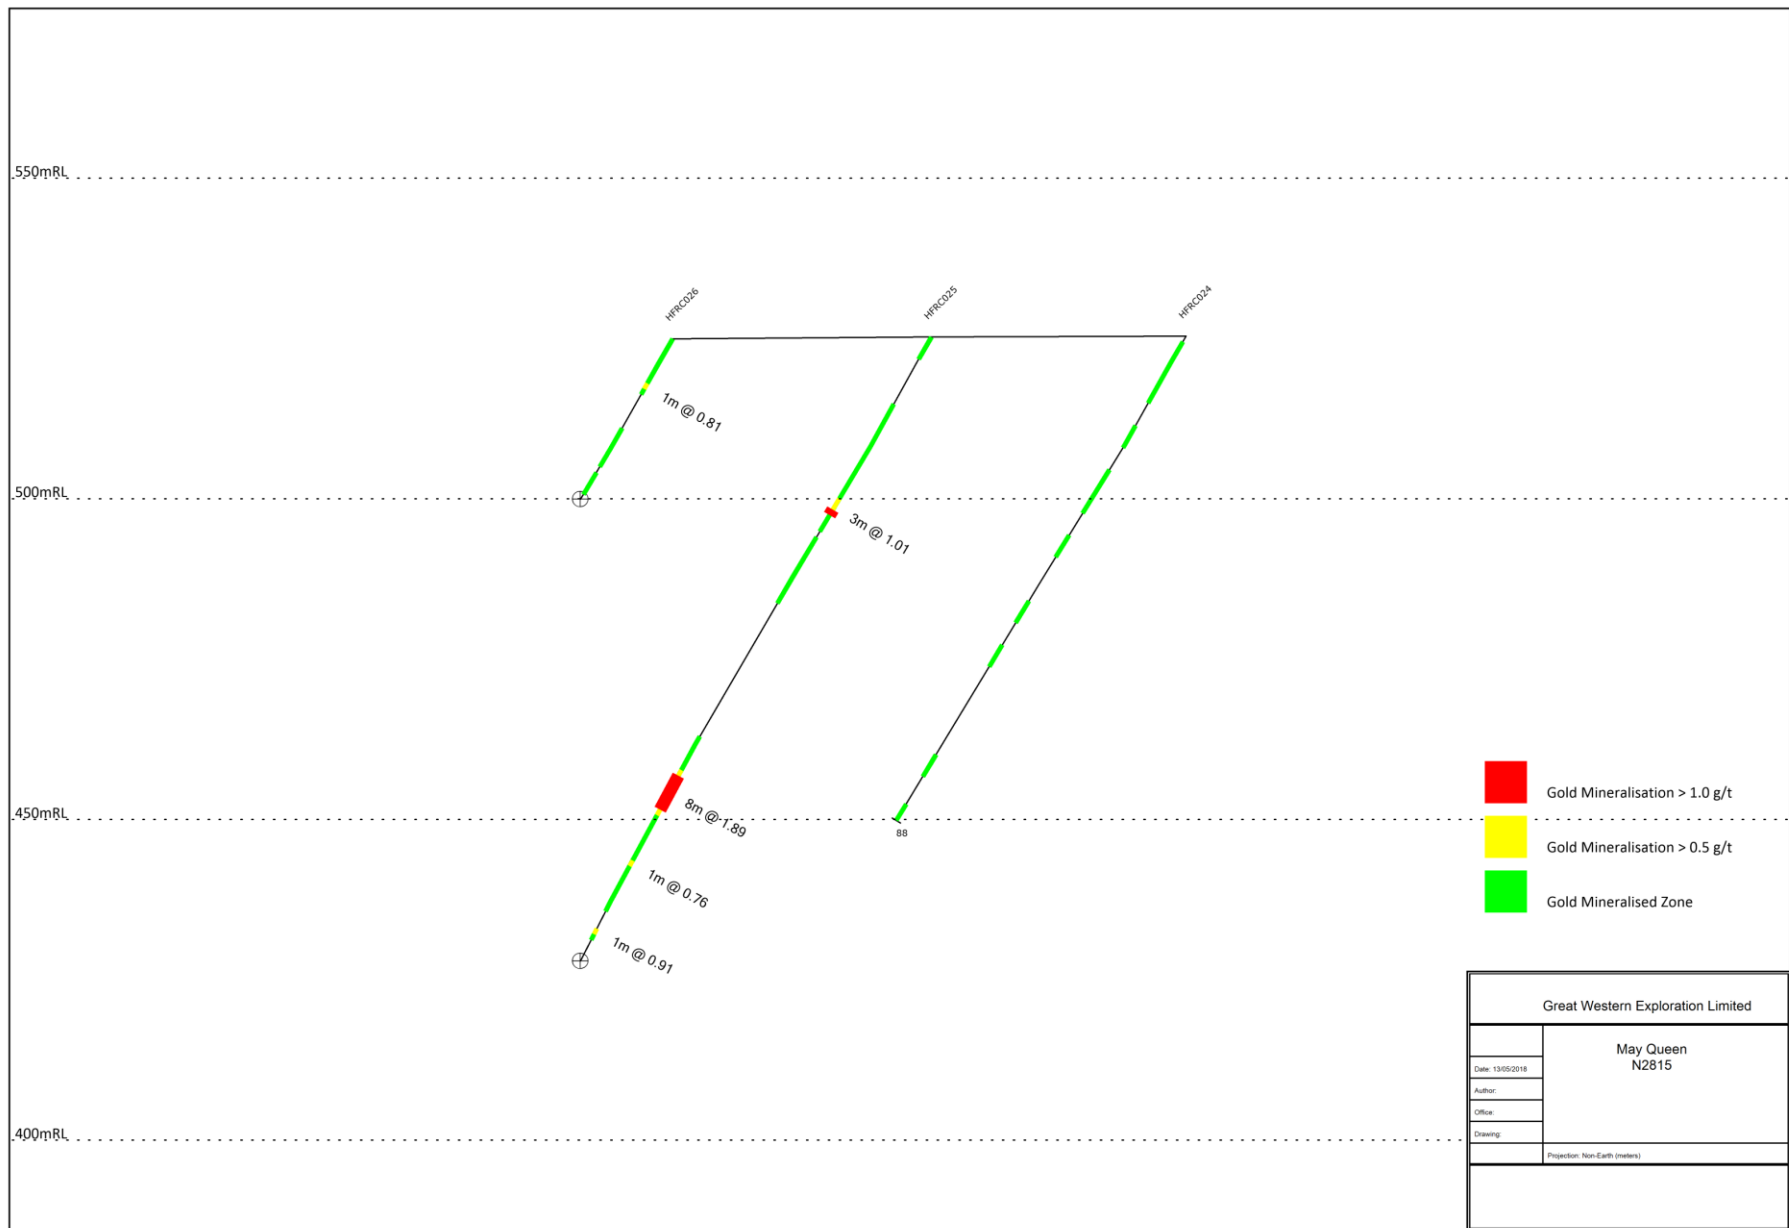 550mRL
HFRC026
HFRC025
HFRC024
1m @ 0.81
500mRL
3m @ 1.01
8m @ 1.89
450mRL
88
1m @ 0.76
1m @ 0.91
Gold Mineralisation > 1.0 g/t
Gold Mineralisation > 0.5 g/t
Gold Mineralised Zone
400mRL
Great Western Exploration Limited
May Queen
N2815
Date: 13/05/2018
Author:
Office:
Drawing:
Projection: Non-Earth (meters)